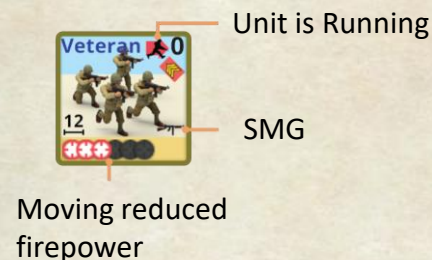 Unit is Running
Veteran 0
12
SMG
Moving reduced
firepower